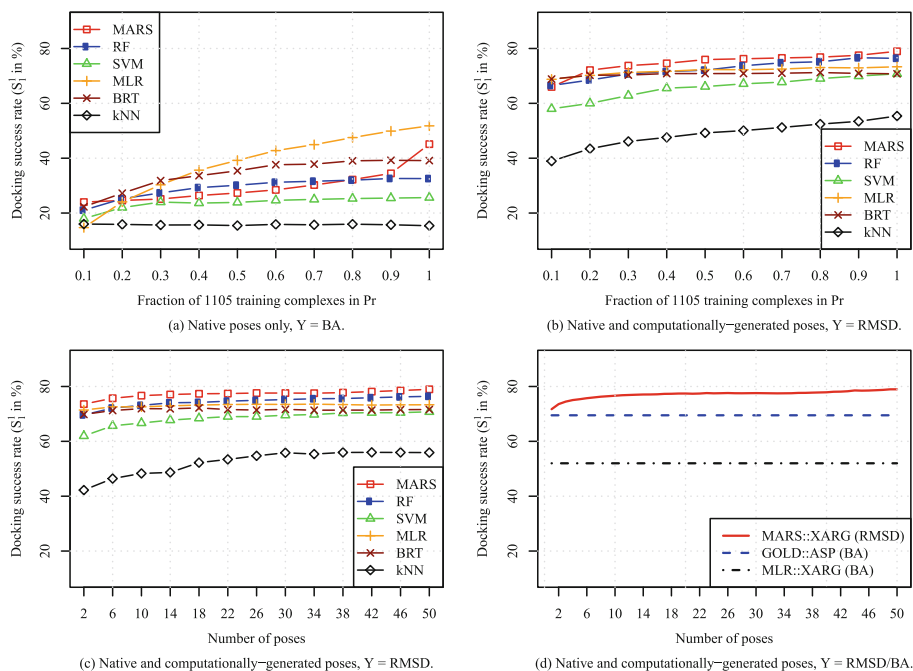 Docking success rate (S¹₁ in %)
80
60
40
20
MARS
RF
SVM
MLR
BRT
kNN
0.1 0.2 0.3 0.4 0.5 0.6 0.7 0.8 0.9 1
Fraction of 1105 training complexes in Pr
(a) Native poses only, Y = BA.
Docking success rate (S¹₁ in %)
80
60
40
20
MARS
RF
SVM
MLR
BRT
kNN
0.1 0.2 0.3 0.4 0.5 0.6 0.7 0.8 0.9 1
Fraction of 1105 training complexes in Pr
(b) Native and computationally−generated poses, Y = RMSD.
Docking success rate (S¹₁ in %)
80
60
40
20
MARS
RF
SVM
MLR
BRT
kNN
2 6 10 14 18 22 26 30 34 38 42 46 50
Number of poses
(c) Native and computationally−generated poses, Y = RMSD.
Docking success rate (S¹₁ in %)
80
60
40
20
MARS::XARG (RMSD)
GOLD::ASP (BA)
MLR::XARG (BA)
2 6 10 14 18 22 26 30 34 38 42 46 50
Number of poses
(d) Native and computationally−generated poses, Y = RMSD/BA.